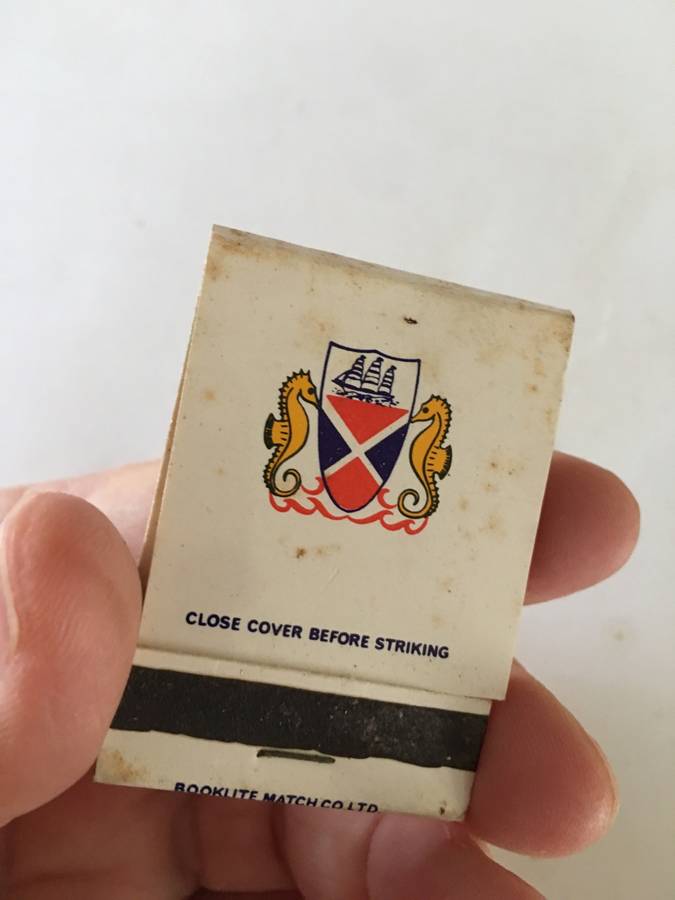 CLOSE COVER BEFORE STRIKING
BOOKLITE MATCH CO. LTD.